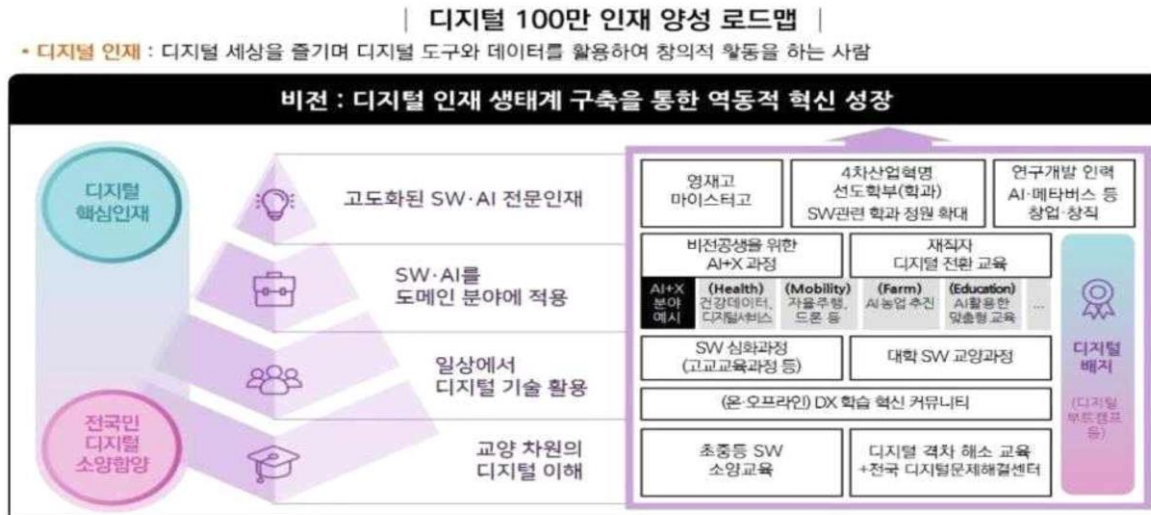 | 디지털 100만 인재 양성 로드맵 |
• 디지털 인재 : 디지털 세상을 즐기며 디지털 도구와 데이터를 활용하여 창의적 활동을 하는 사람
비전 : 디지털 인재 생태계 구축을 통한 역동적 혁신 성장
디지털
핵심인재
전국민
디지털
소양함양
고도화된 SW·AI 전문인재
SW·AI를
도메인 분야에 적용
일상에서
디지털 기술 활용
교양 차원의
디지털 이해
영재고
마이스터고
4차산업혁명
선도학부(학과)
SW관련 학과 정원 확대
연구개발 인력
AI·메타버스 등
창업·창직
비전공생을 위한
AI+X 과정
재직자
디지털 전환 교육
AI+X
분야
예시
(Health)
건강데이터,
디지털서비스
(Mobility)
자율주행,
드론 등
(Farm)
AI농업 추진
(Education)
AI활용한
맞춤형 교육
...
SW 심화과정
(고교교육과정 등)
대학 SW 교양과정
(온·오프라인) DX 학습 혁신 커뮤니티
초중등 SW
소양교육
디지털 격차 해소 교육
+전국 디지털문제해결센터
디지털
배지
(디지털
부트캠프
등)